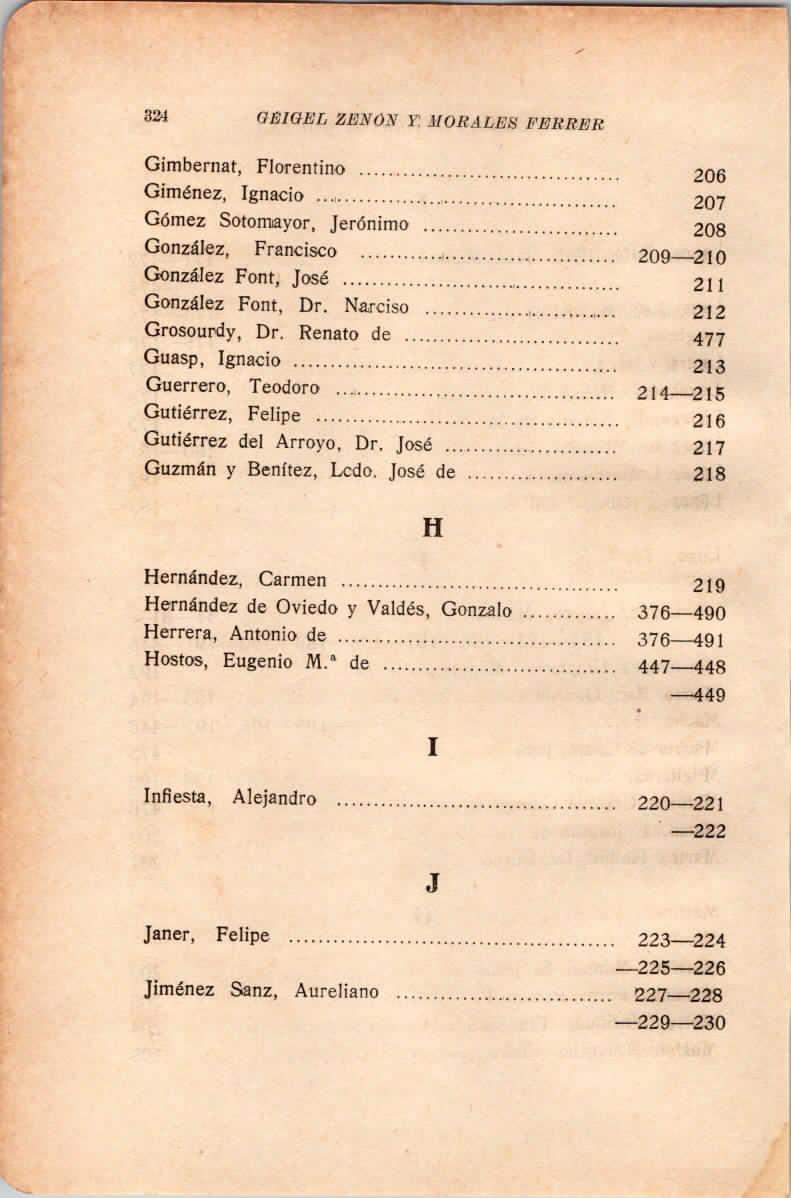 324 GEIGEL ZENÓN Y MORALES FERRER
Gimbernat, Florentino ..................................... 206
Giménez, Ignacio .......................................... 207
Gómez Sotomayor, Jerónimo ........................... 208
González, Francisco .................................... 209—210
González Font, José ....................................... 211
González Font, Dr. Narciso ........................... 212
Grosourdy, Dr. Renato de .............................. 477
Guasp, Ignacio ............................................. 213
Guerrero, Teodoro ....................................... 214—215
Gutiérrez, Felipe .......................................... 216
Gutiérrez del Arroyo, Dr. José ........................ 217
Guzmán y Benítez, Lcdo. José de ..................... 218
H
Hernández, Carmen ....................................... 219
Hernández de Oviedo y Valdés, Gonzalo ............. 376—490
Herrera, Antonio de ....................................... 376—491
Hostos, Eugenio M.ª de ................................. 447—448
—449
I
Infiesta, Alejandro ....................................... 220—221
—222
J
Janer, Felipe ............................................. 223—224
—225—226
Jiménez Sanz, Aureliano .............................. 227—228
—229—230